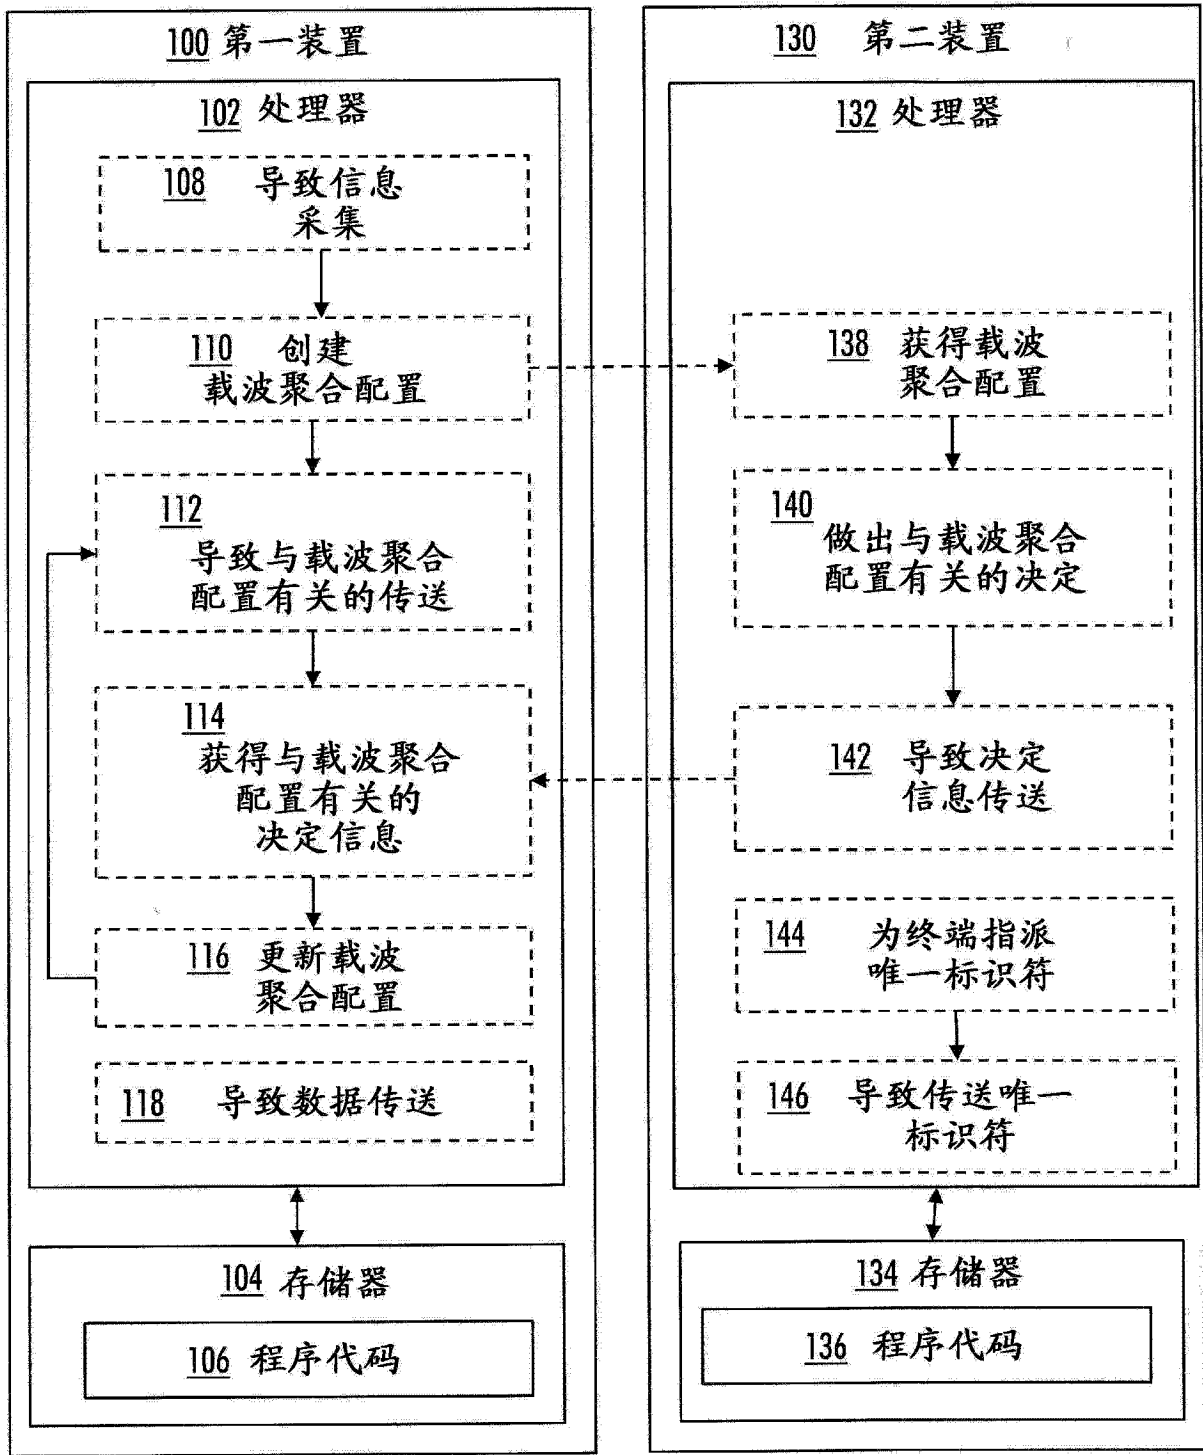 100 第一装置
102 处理器
108 导致信息
采集
110 创建
载波聚合配置
112
导致与载波聚合
配置有关的传送
114
获得与载波聚合
配置有关的
决定信息
116 更新载波
聚合配置
118 导致数据传送
104 存储器
106 程序代码
130 第二装置
132 处理器
138 获得载波
聚合配置
140
做出与载波聚合
配置有关的决定
142 导致决定
信息传送
144 为终端指派
唯一标识符
146 导致传送唯一
标识符
134 存储器
136 程序代码